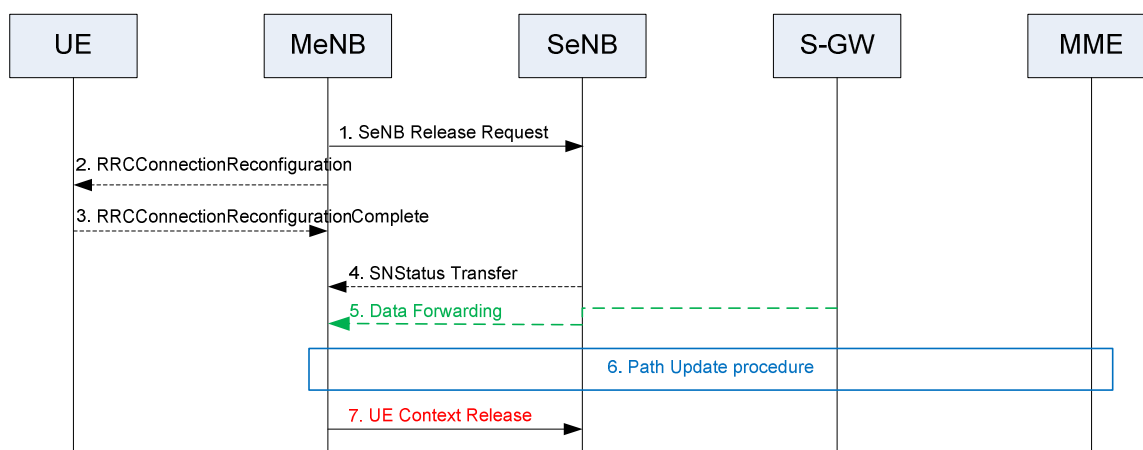 UE
MeNB
SeNB
S-GW
MME
1. SeNB Release Request
2. RRCConnectionReconfiguration
3. RRCConnectionReconfigurationComplete
4. SNStatus Transfer
5. Data Forwarding
6. Path Update procedure
7. UE Context Release